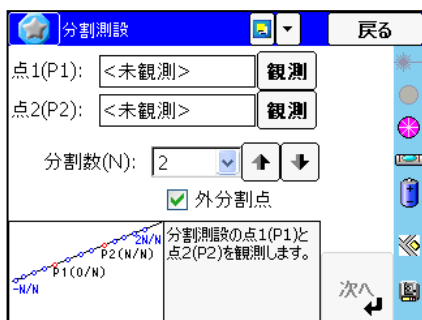 分割測設
戻る
点1(P1): <未観測> 観測
点2(P2): <未観測> 観測
分割数(N): 2
外分割点
2N/N
P2(N/N)
P1(0/N)
-N/N
分割測設の点1(P1)と
点2(P2)を観測します。
次へ